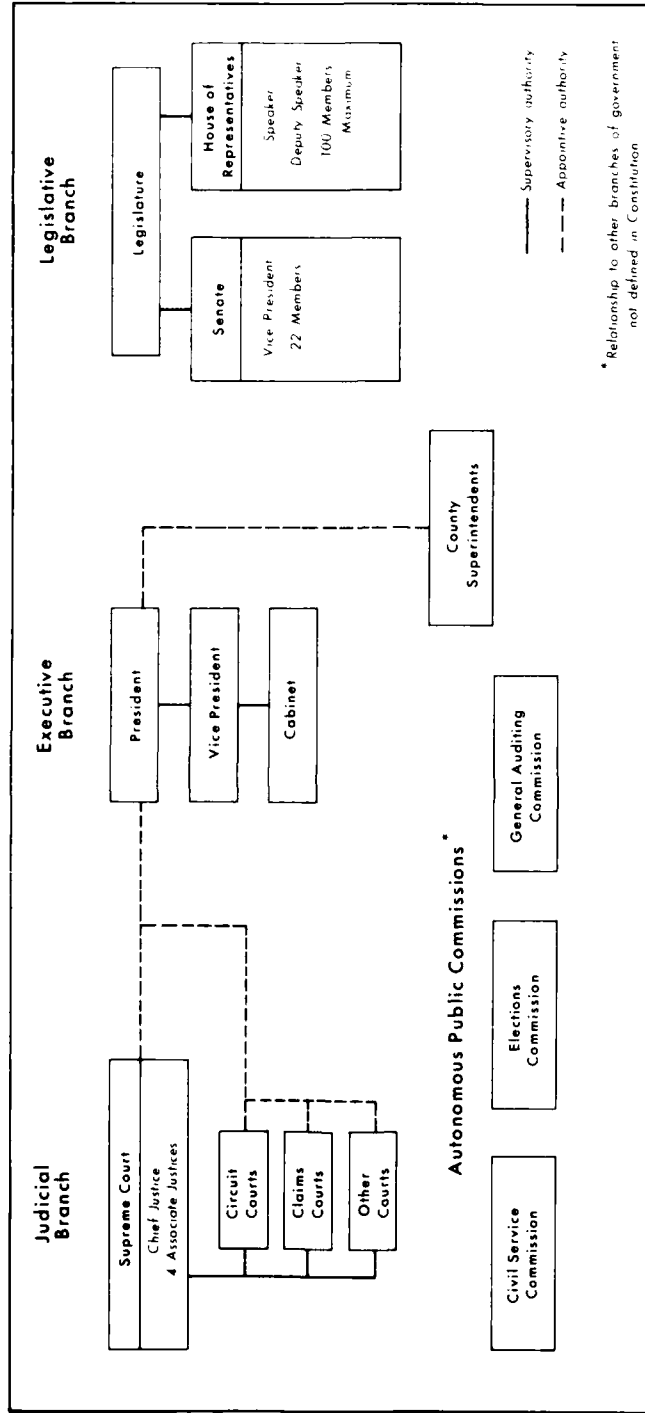 Judicial
Branch
Supreme Court
Chief Justice
4 Associate Justices
Circuit
Courts
Claims
Courts
Other
Courts
Executive
Branch
President
Vice President
Cabinet
County
Superintendents
Legislative
Branch
Legislature
Senate
Vice President
22 Members
House of
Representatives
Speaker
Deputy Speaker
100 Members
Maximum
Autonomous Public Commissions*
Civil Service
Commission
Elections
Commission
General Auditing
Commission
Supervisory authority
Appointive authority
* Relationship to other branches of government
not defined in Constitution